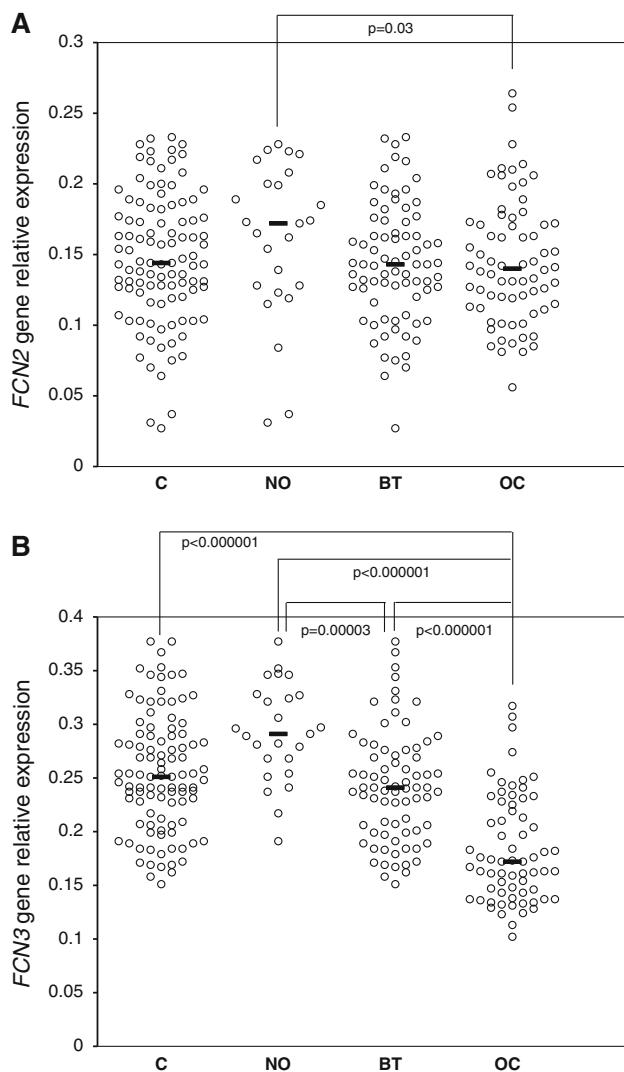 A
p=0.03
0.3
0.25
0.2
0.15
0.1
0.05
0
FCN2 gene relative expression
C NO BT OC
B
p<0.000001
p<0.000001
p=0.00003 p<0.000001
0.4
0.35
0.3
0.25
0.2
0.15
0.1
0.05
0
FCN3 gene relative expression
C NO BT OC